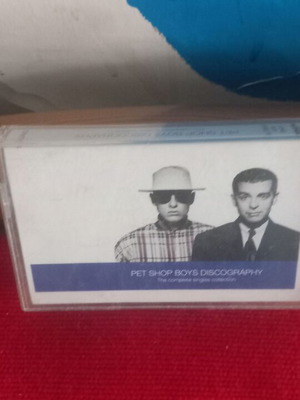 PET SHOP BOYS DISCOGRAPHY
The complete singles collection